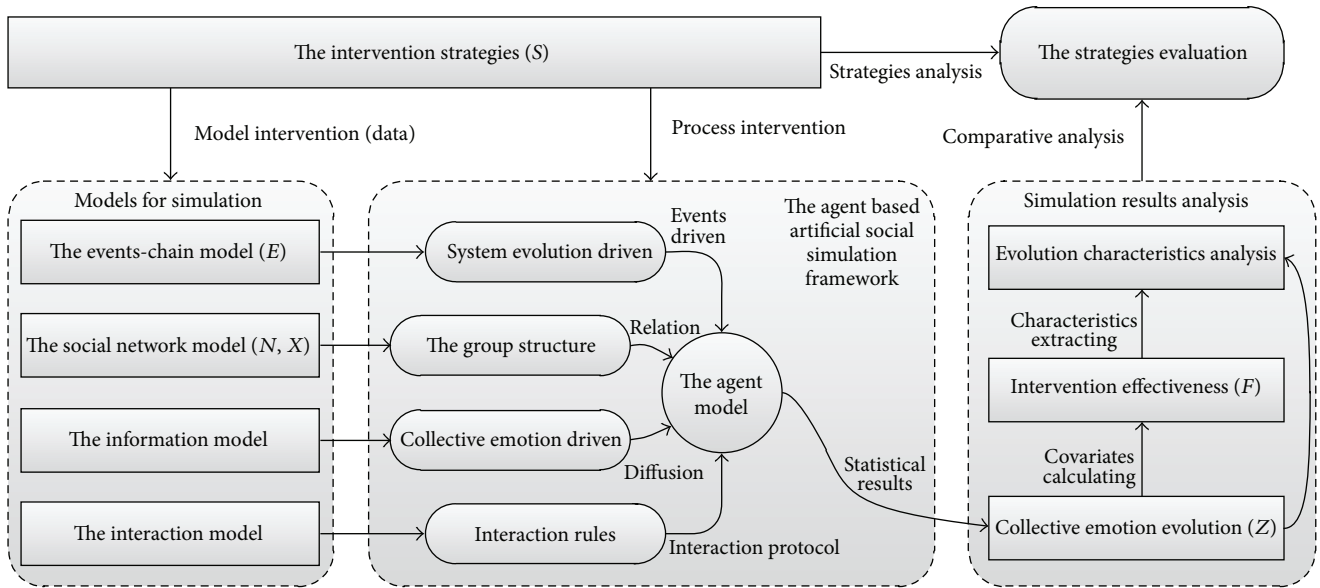 The intervention strategies (S)
Strategies analysis
The strategies evaluation
Model intervention (data)
Process intervention
Comparative analysis
Models for simulation
The events-chain model (E)
The social network model (N, X)
The information model
The interaction model
System evolution driven
The group structure
Collective emotion driven
Interaction rules
Events
driven
Relation
Diffusion
Interaction protocol
The agent
model
The agent based
artificial social
simulation
framework
Statistical
results
Simulation results analysis
Evolution characteristics analysis
Characteristics
extracting
Intervention effectiveness (F)
Covariates
calculating
Collective emotion evolution (Z)